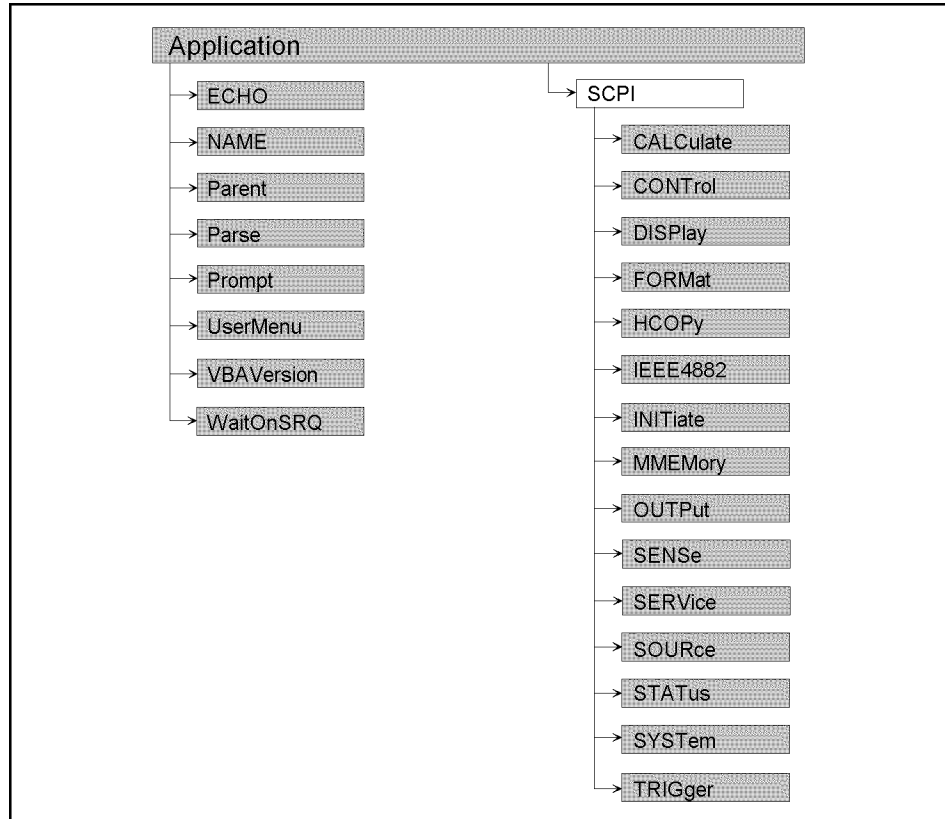 Application
ECHO
NAME
Parent
Parse
Prompt
UserMenu
VBAVersion
WaitOnSRQ
SCPI
CALCulate
CONTrol
DISPlay
FORMat
HCOPy
IEEE4882
INITiate
MMEMory
OUTPut
SENSe
SERVice
SOURce
STATus
SYSTem
TRIGger